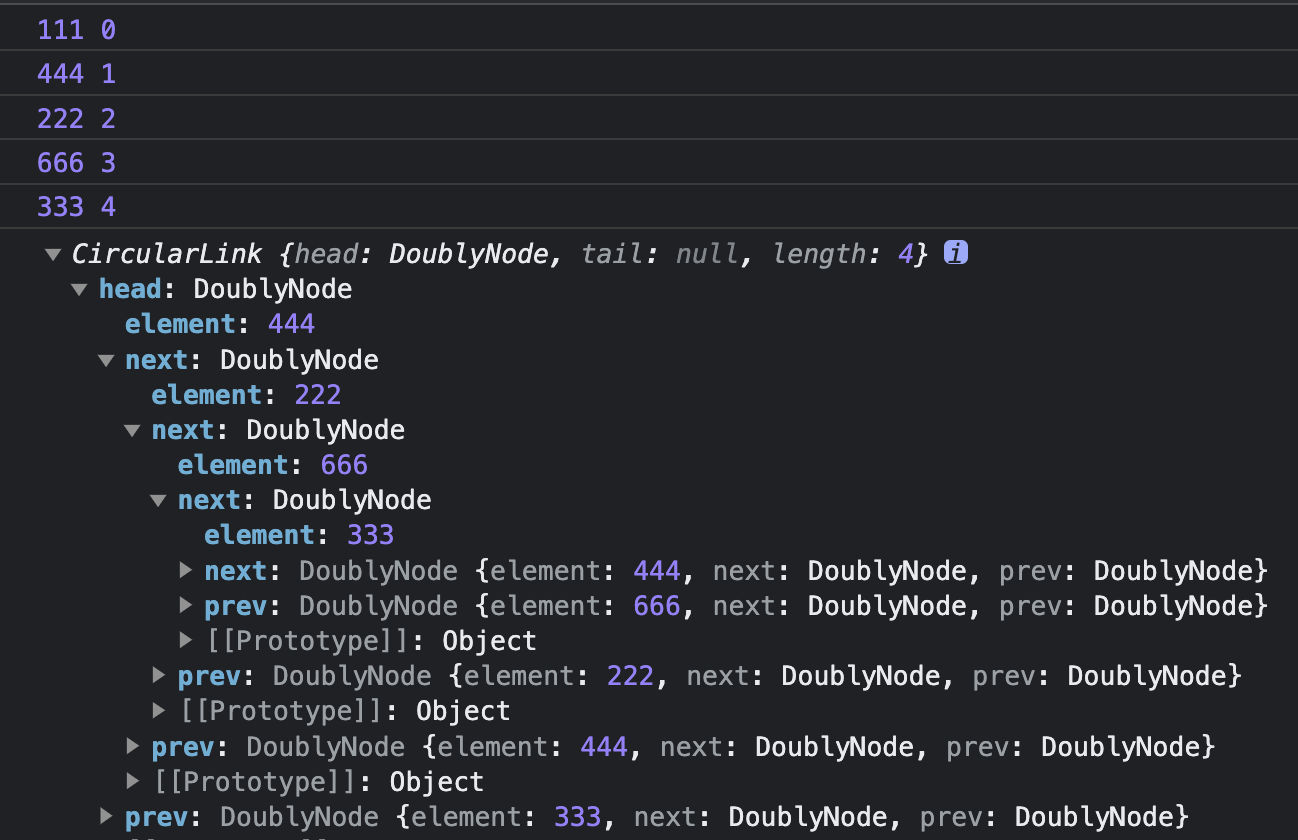 111 0
444 1
222 2
666 3
333 4
▼ CircularLink {head: DoublyNode, tail: null, length: 4} i
▼ head: DoublyNode
element: 444
▼ next: DoublyNode
element: 222
▼ next: DoublyNode
element: 666
▼ next: DoublyNode
element: 333
▶ next: DoublyNode {element: 444, next: DoublyNode, prev: DoublyNode}
▶ prev: DoublyNode {element: 666, next: DoublyNode, prev: DoublyNode}
▶ [[Prototype]]: Object
▶ prev: DoublyNode {element: 222, next: DoublyNode, prev: DoublyNode}
▶ [[Prototype]]: Object
▶ prev: DoublyNode {element: 444, next: DoublyNode, prev: DoublyNode}
▶ [[Prototype]]: Object
▶ prev: DoublyNode {element: 333, next: DoublyNode, prev: DoublyNode}